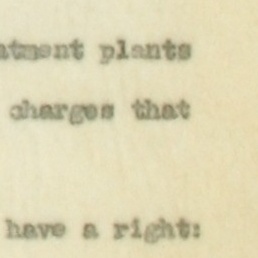 atment plants
charges that
have a right: